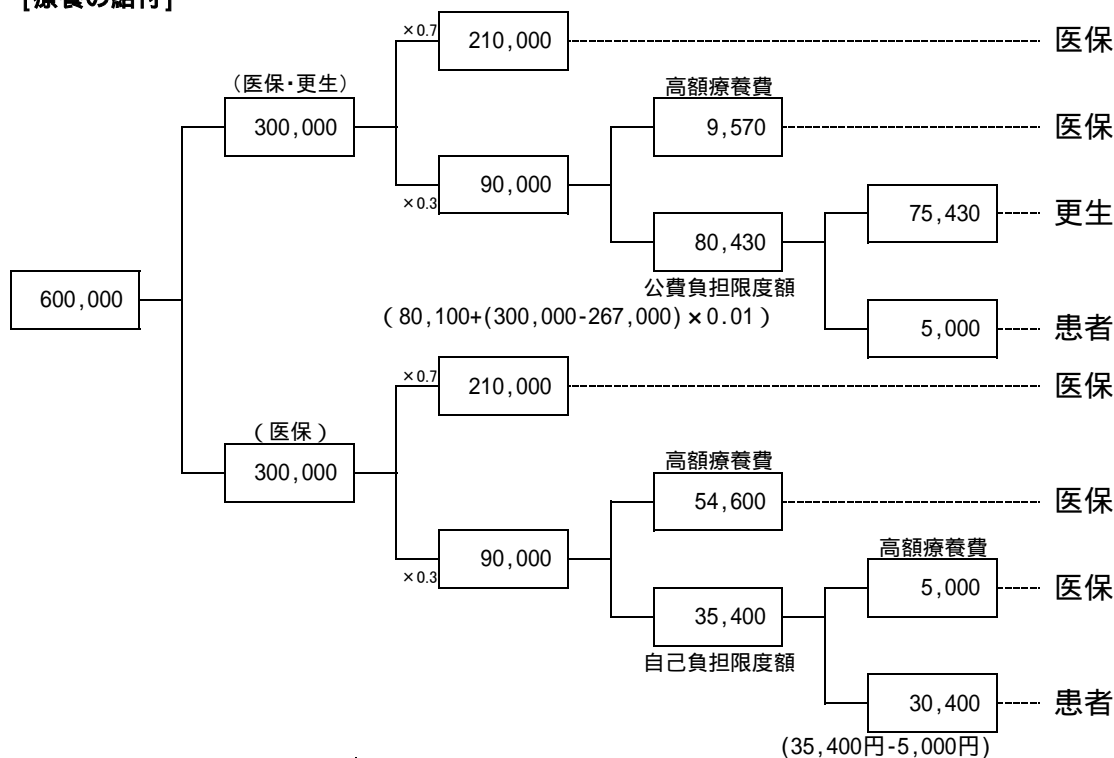 [療養の給付]
×0.7
210,000
医保
(医保・更生)
300,000
高額療養費
9,570
医保
×0.3
90,000
75,430
更生
80,430
公費負担限度額
600,000
(80,100+(300,000-267,000)×0.01)
5,000
患者
×0.7
210,000
医保
(医保)
300,000
高額療養費
54,600
医保
×0.3
90,000
高額療養費
5,000
医保
35,400
自己負担限度額
30,400
患者
(35,400円-5,000円)